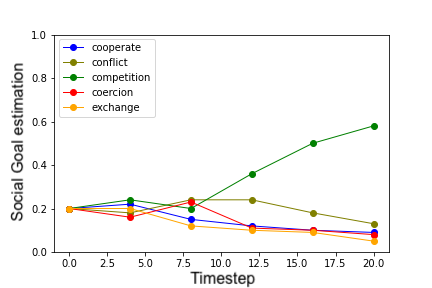 1.0
0.8
0.6
0.4
0.2
0.0
Social Goal estimation
cooperate
conflict
competition
coercion
exchange
0.0 2.5 5.0 7.5 10.0 12.5 15.0 17.5 20.0
Timestep